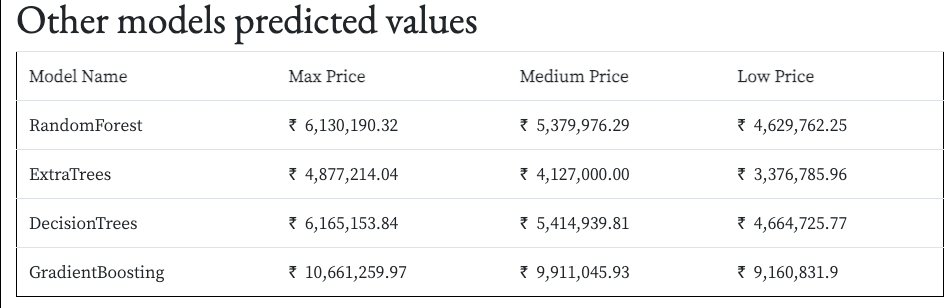 Other models predicted values
Model Name Max Price Medium Price Low Price
RandomForest ₹ 6,130,190.32 ₹ 5,379,976.29 ₹ 4,629,762.25
ExtraTrees ₹ 4,877,214.04 ₹ 4,127,000.00 ₹ 3,376,785.96
DecisionTrees ₹ 6,165,153.84 ₹ 5,414,939.81 ₹ 4,664,725.77
GradientBoosting ₹ 10,661,259.97 ₹ 9,911,045.93 ₹ 9,160,831.9